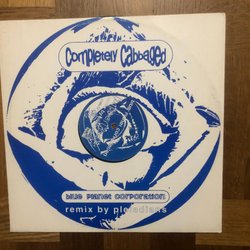 Completely Cabbaged
blue planet corporation
remix by pleiadians